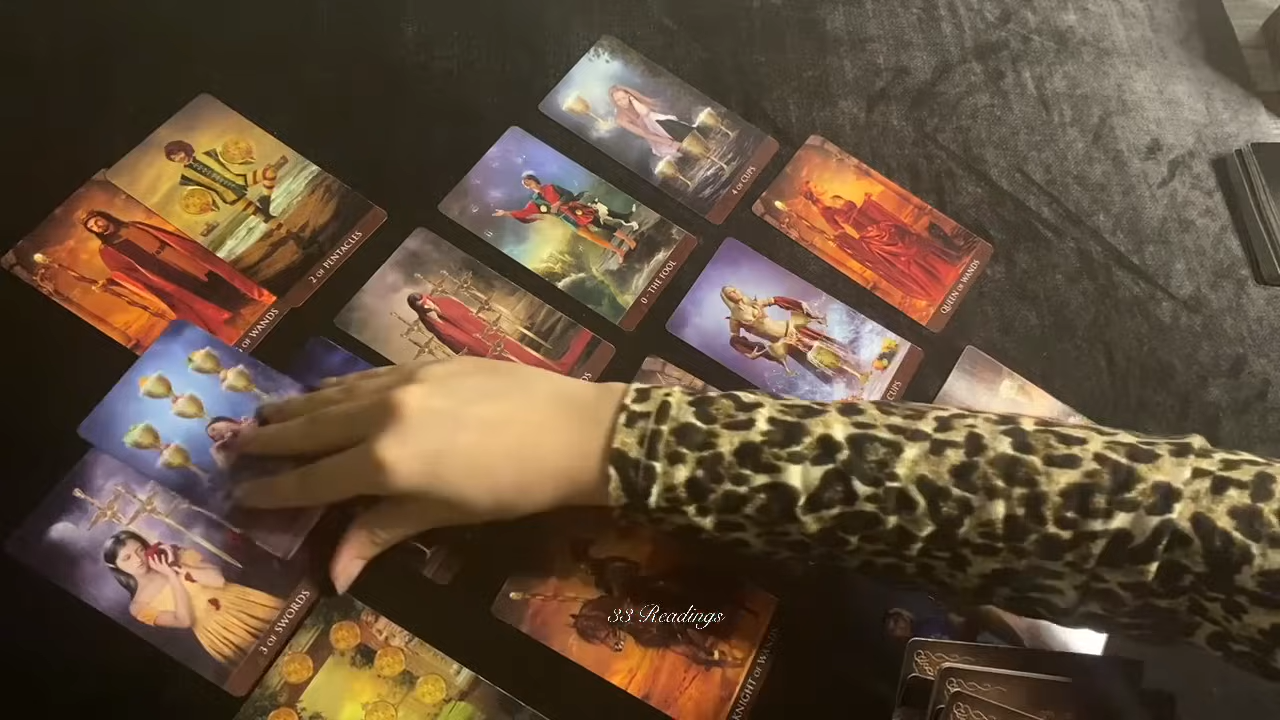 4 OF CUPS
2 OF PENTACLES
0 - THE FOOL
QUEEN OF WANDS
OF WANDS
CUPS
3 OF SWORDS
33 Readings
KNIGHT OF WANDS